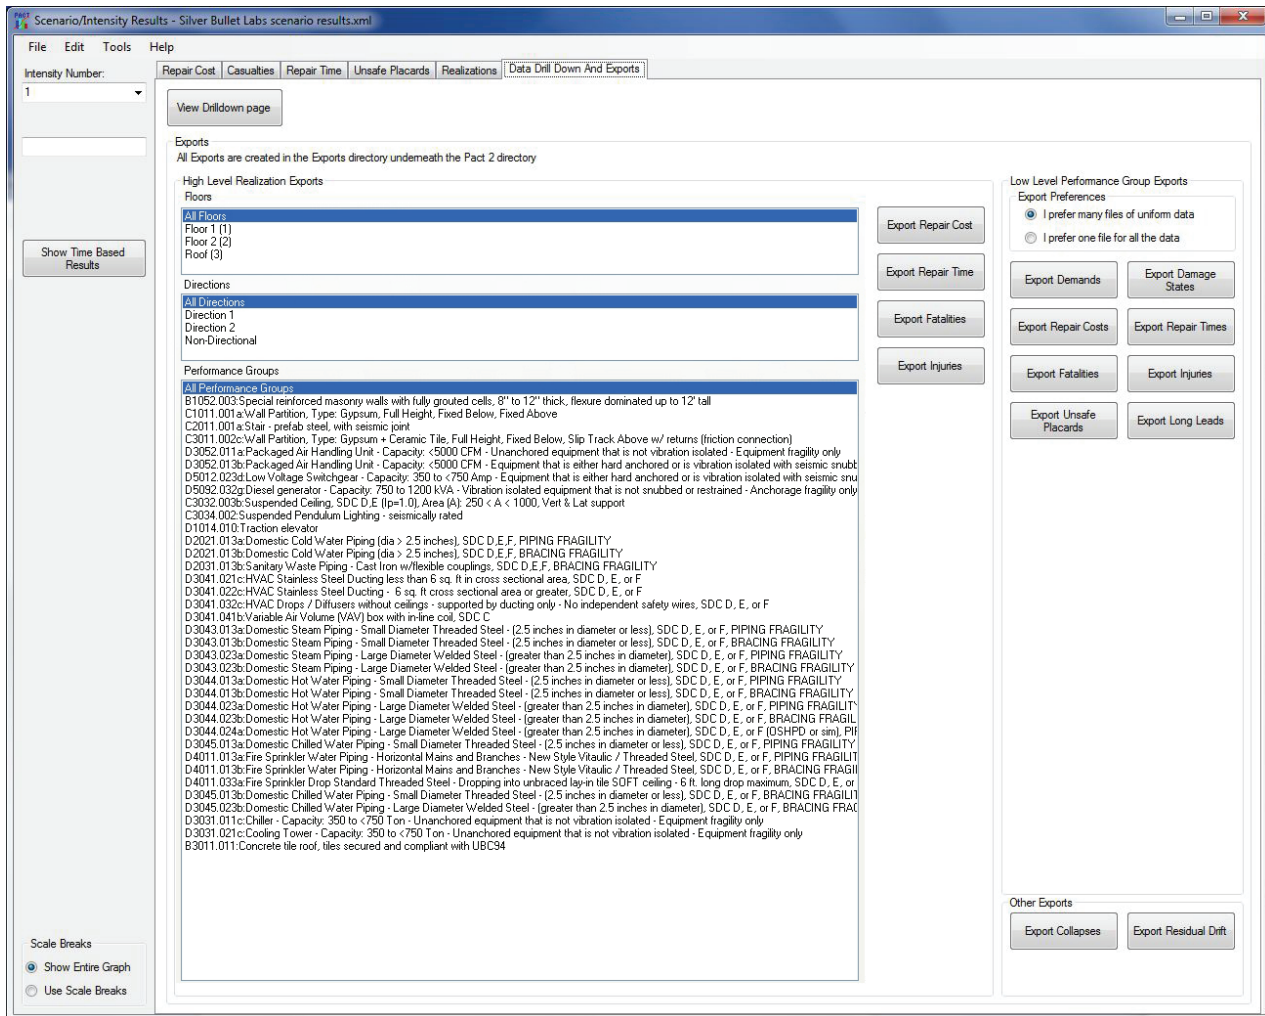 PACT
Scenario/Intensity Results - Silver Bullet Labs scenario results.xml
File Edit Tools Help
Intensity Number:
1
Show Time Based
Results
Scale Breaks
Show Entire Graph
Use Scale Breaks
Repair Cost Casualties Repair Time Unsafe Placards Realizations Data Drill Down And Exports
View Drilldown page
Exports
All Exports are created in the Exports directory underneath the Pact 2 directory
High Level Realization Exports
Floors
All Floors
Floor 1 (1)
Floor 2 (2)
Roof (3)
Directions
All Directions
Direction 1
Direction 2
Non-Directional
Performance Groups
All Performance Groups
B1052.003:Special reinforced masonry walls with fully grouted cells, 8" to 12" thick, flexure dominated up to 12' tall
C1011.001a:Wall Partition, Type: Gypsum, Full Height, Fixed Below, Fixed Above
C2011.001a:Stair - prefab steel, with seismic joint
C3011.002c:Wall Partition, Type: Gypsum + Ceramic Tile, Full Height, Fixed Below, Slip Track Above w/ returns (friction connection)
D3052.011a:Packaged Air Handling Unit - Capacity: <5000 CFM - Unanchored equipment that is not vibration isolated - Equipment fragility only
D3052.013b:Packaged Air Handling Unit - Capacity: <5000 CFM - Equipment that is either hard anchored or is vibration isolated with seismic snubb
D5012.023d:Low Voltage Switchgear - Capacity: 350 to <750 Amp - Equipment that is either hard anchored or is vibration isolated with seismic snu
D5092.032g:Diesel generator - Capacity: 750 to 1200 kVA - Vibration isolated equipment that is not snubbed or restrained - Anchorage fragility only
C3032.003b:Suspended Ceiling, SDC D,E (Ip=1.0), Area (A): 250 < A < 1000, Vert & Lat support
C3034.002:Suspended Pendulum Lighting - seismically rated
D1014.010:Traction elevator
D2021.013a:Domestic Cold Water Piping (dia > 2.5 inches), SDC D,E,F, PIPING FRAGILITY
D2021.013b:Domestic Cold Water Piping (dia > 2.5 inches), SDC D,E,F, BRACING FRAGILITY
D2031.013b:Sanitary Waste Piping - Cast Iron w/flexible couplings, SDC D,E,F, BRACING FRAGILITY
D3041.021c:HVAC Stainless Steel Ducting less than 6 sq. ft in cross sectional area, SDC D, E, or F
D3041.022c:HVAC Stainless Steel Ducting - 6 sq. ft cross sectional area or greater, SDC D, E, or F
D3041.032c:HVAC Drops / Diffusers without ceilings - supported by ducting only - No independent safety wires, SDC D, E, or F
D3041.041b:Variable Air Volume (VAV) box with in-line coil, SDC C
D3043.013a:Domestic Steam Piping - Small Diameter Threaded Steel - (2.5 inches in diameter or less), SDC D, E, or F, PIPING FRAGILITY
D3043.013b:Domestic Steam Piping - Small Diameter Threaded Steel - (2.5 inches in diameter or less), SDC D, E, or F, BRACING FRAGILITY
D3043.023a:Domestic Steam Piping - Large Diameter Welded Steel - (greater than 2.5 inches in diameter), SDC D, E, or F, PIPING FRAGILITY
D3043.023b:Domestic Steam Piping - Large Diameter Welded Steel - (greater than 2.5 inches in diameter), SDC D, E, or F, BRACING FRAGILITY
D3044.013a:Domestic Hot Water Piping - Small Diameter Threaded Steel - (2.5 inches in diameter or less), SDC D, E, or F, PIPING FRAGILITY
D3044.013b:Domestic Hot Water Piping - Small Diameter Threaded Steel - (2.5 inches in diameter or less), SDC D, E, or F, BRACING FRAGILITY
D3044.023a:Domestic Hot Water Piping - Large Diameter Welded Steel - (greater than 2.5 inches in diameter), SDC D, E, or F, PIPING FRAGILIT
D3044.023b:Domestic Hot Water Piping - Large Diameter Welded Steel - (greater than 2.5 inches in diameter), SDC D, E, or F, BRACING FRAGIL
D3044.024a:Domestic Hot Water Piping - Large Diameter Welded Steel - (greater than 2.5 inches in diameter), SDC D, E, or F (OSHPD or sim), PI
D3045.013a:Domestic Chilled Water Piping - Small Diameter Threaded Steel - (2.5 inches in diameter or less), SDC D, E, or F, PIPING FRAGILITY
D4011.013a:Fire Sprinkler Water Piping - Horizontal Mains and Branches - New Style Vitaulic / Threaded Steel, SDC D, E, or F, PIPING FRAGILIT
D4011.013b:Fire Sprinkler Water Piping - Horizontal Mains and Branches - New Style Vitaulic / Threaded Steel, SDC D, E, or F, BRACING FRAGI
D4011.033a:Fire Sprinkler Drop Standard Threaded Steel - Dropping into unbraced lay-in tile SOFT ceiling - 6 ft. long drop maximum, SDC D, E, or
D3045.013b:Domestic Chilled Water Piping - Small Diameter Threaded Steel - (2.5 inches in diameter or less), SDC D, E, or F, BRACING FRAGILIT
D3045.023b:Domestic Chilled Water Piping - Large Diameter Welded Steel - (greater than 2.5 inches in diameter), SDC D, E, or F, BRACING FRAG
D3031.011c:Chiller - Capacity: 350 to <750 Ton - Unanchored equipment that is not vibration isolated - Equipment fragility only
D3031.021c:Cooling Tower - Capacity: 350 to <750 Ton - Unanchored equipment that is not vibration isolated - Equipment fragility only
B3011.011:Concrete tile roof, tiles secured and compliant with UBC94
Export Repair Cost
Export Repair Time
Export Fatalities
Export Injuries
Low Level Performance Group Exports
Export Preferences
I prefer many files of uniform data
I prefer one file for all the data
Export Demands
Export Damage
States
Export Repair Costs
Export Repair Times
Export Fatalities
Export Injuries
Export Unsafe
Placards
Export Long Leads
Other Exports
Export Collapses
Export Residual Drift